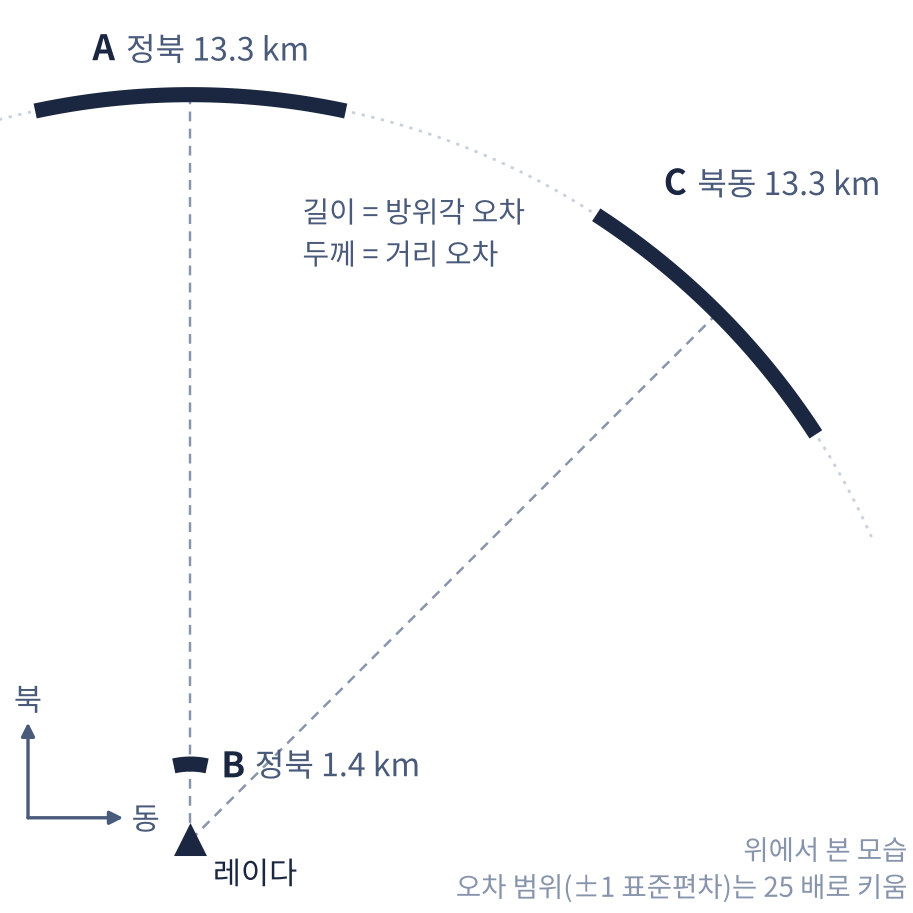 A 정북 13.3 km
C 북동 13.3 km
길이 = 방위각 오차
두께 = 거리 오차
북
B 정북 1.4 km
동
레이다
위에서 본 모습
오차 범위(±1 표준편차)는 25 배로 키움